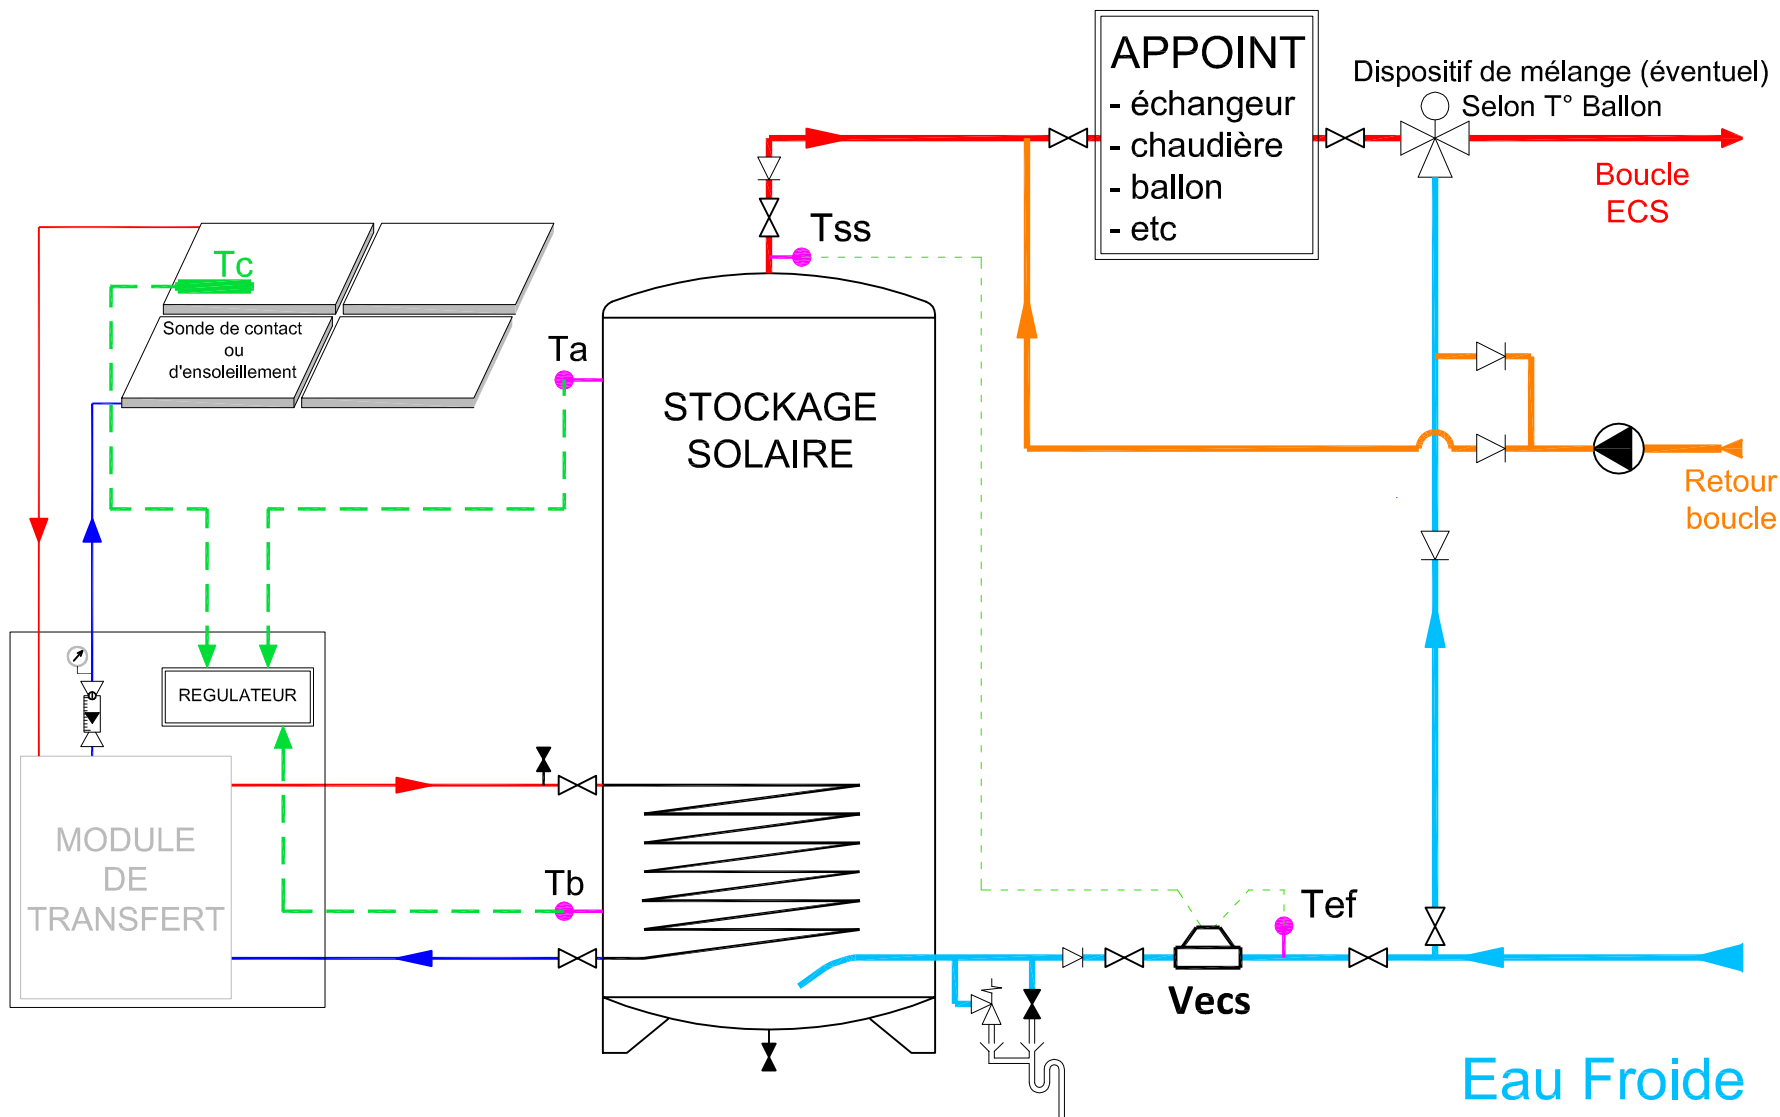 APPOINT
- échangeur
- chaudière
- ballon
- etc
Dispositif de mélange (éventuel)
Selon T° Ballon
Boucle
ECS
Tss
Tc
Sonde de contact
ou
d'ensoleillement
Ta
STOCKAGE
SOLAIRE
Retour
boucle
REGULATEUR
MODULE
DE
TRANSFERT
Tb
Tef
Vecs
Eau Froide